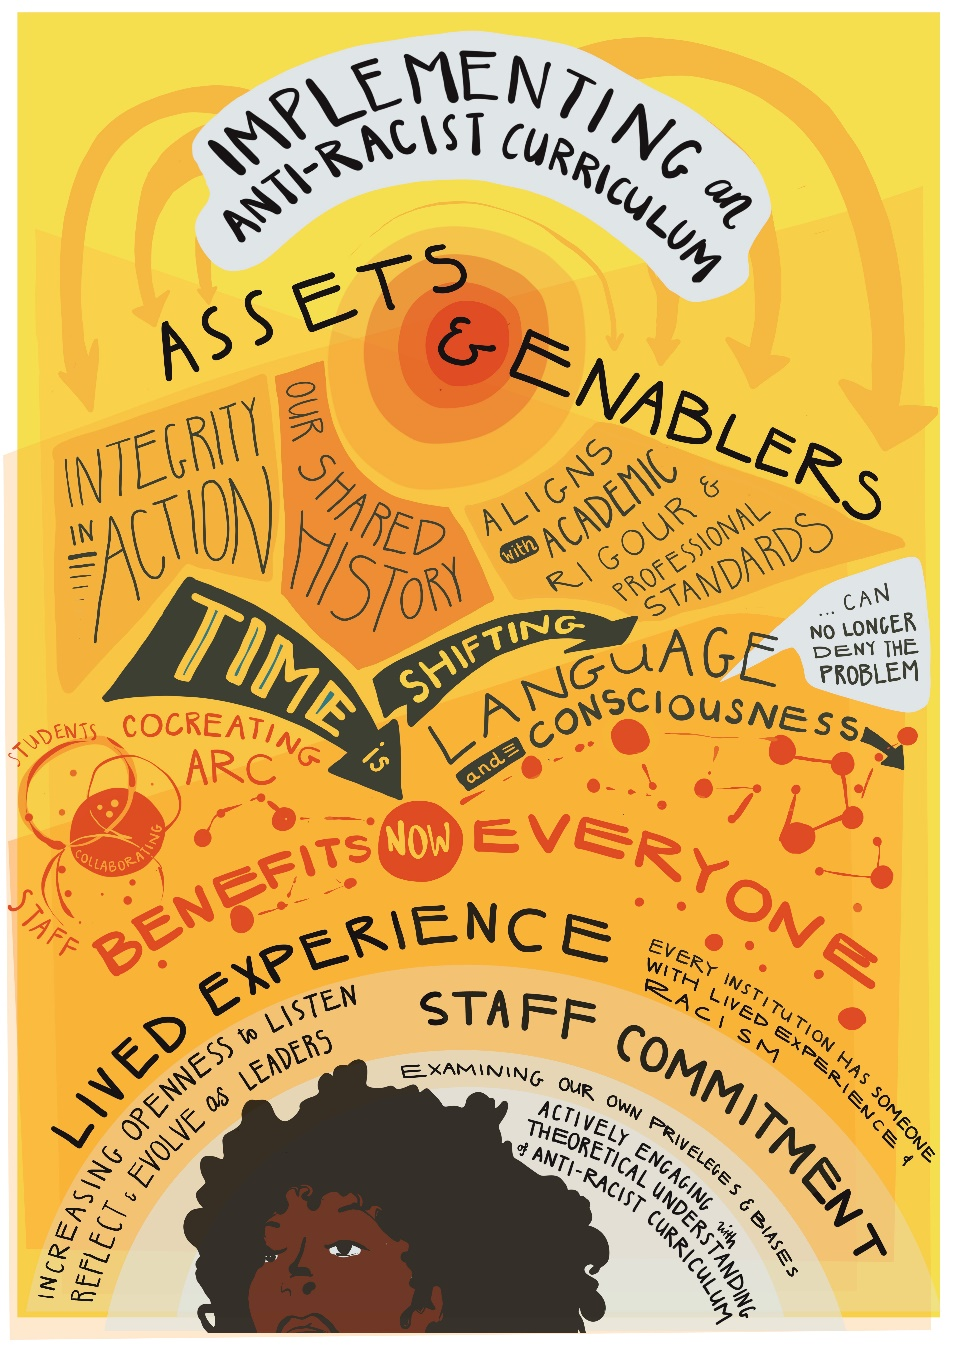 IMPLEMENTING an
ANTI-RACIST CURRICULUM
ASSETS
& ENABLERS
INTEGRITY
IN ACTION
OUR SHARED
HISTORY
ALIGNS
with ACADEMIC
RIGOUR &
PROFESSIONAL
STANDARDS
TIME is
SHIFTING
LANGUAGE
and CONSCIOUSNESS
... CAN
NO LONGER
DENY THE
PROBLEM
STUDENTS
COCREATING
ARC
COLLABORATING
STAFF
BENEFITS NOW EVERYONE
LIVED EXPERIENCE
INCREASING OPENNESS to LISTEN
REFLECT & EVOLVE as LEADERS
EVERY INSTITUTION HAS SOMEONE
WITH LIVED EXPERIENCE &
RACISM
STAFF COMMITMENT
EXAMINING OUR OWN PRIVELEGES & BIASES
ACTIVELY ENGAGING with
THEORETICAL UNDERSTANDING
of ANTI-RACIST CURRICULUM